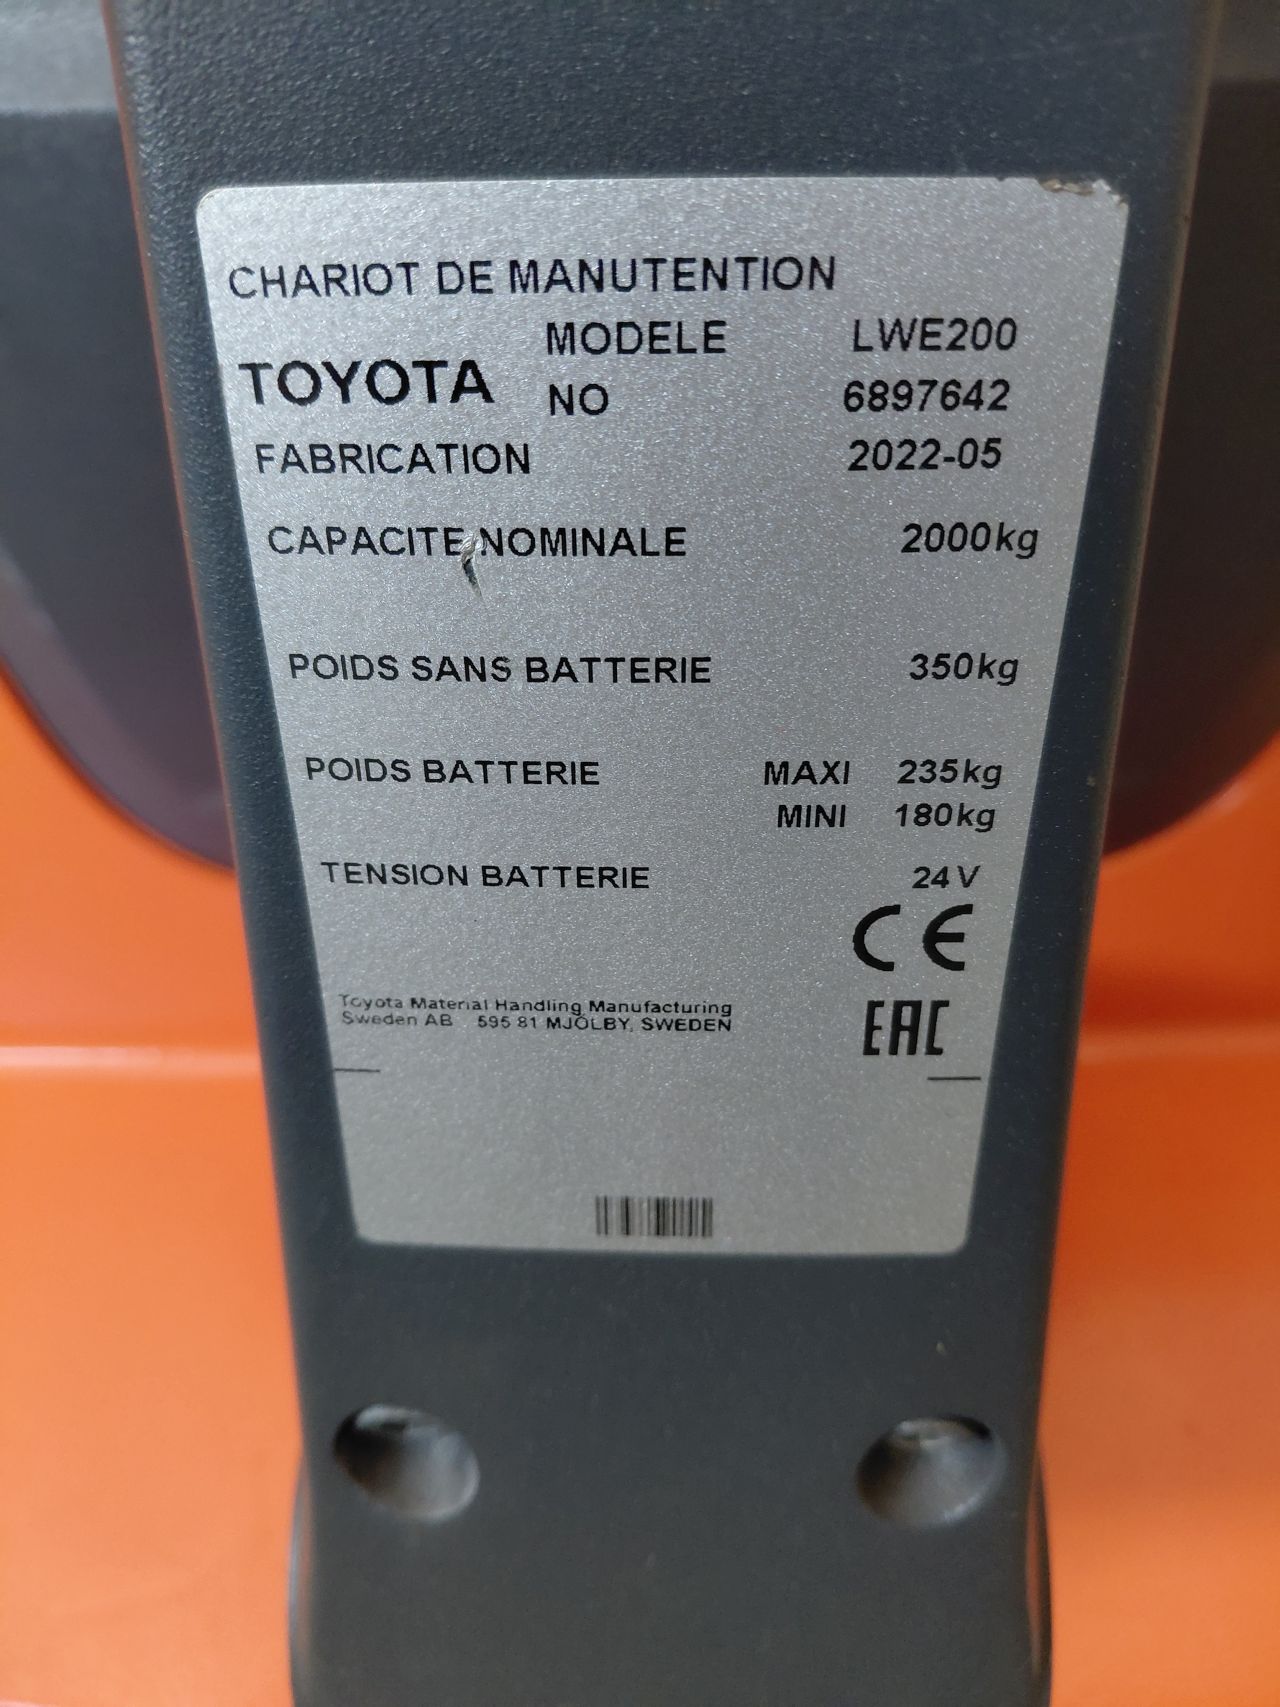 CHARIOT DE MANUTENTION
MODELE LWE200
TOYOTA NO 6897642
FABRICATION 2022-05
CAPACITE NOMINALE 2000kg
POIDS SANS BATTERIE 350kg
POIDS BATTERIE MAXI 235kg
MINI 180kg
TENSION BATTERIE 24V
CE
Toyota Material Handling Manufacturing
Sweden AB 595 81 MJÖLBY, SWEDEN
EAC